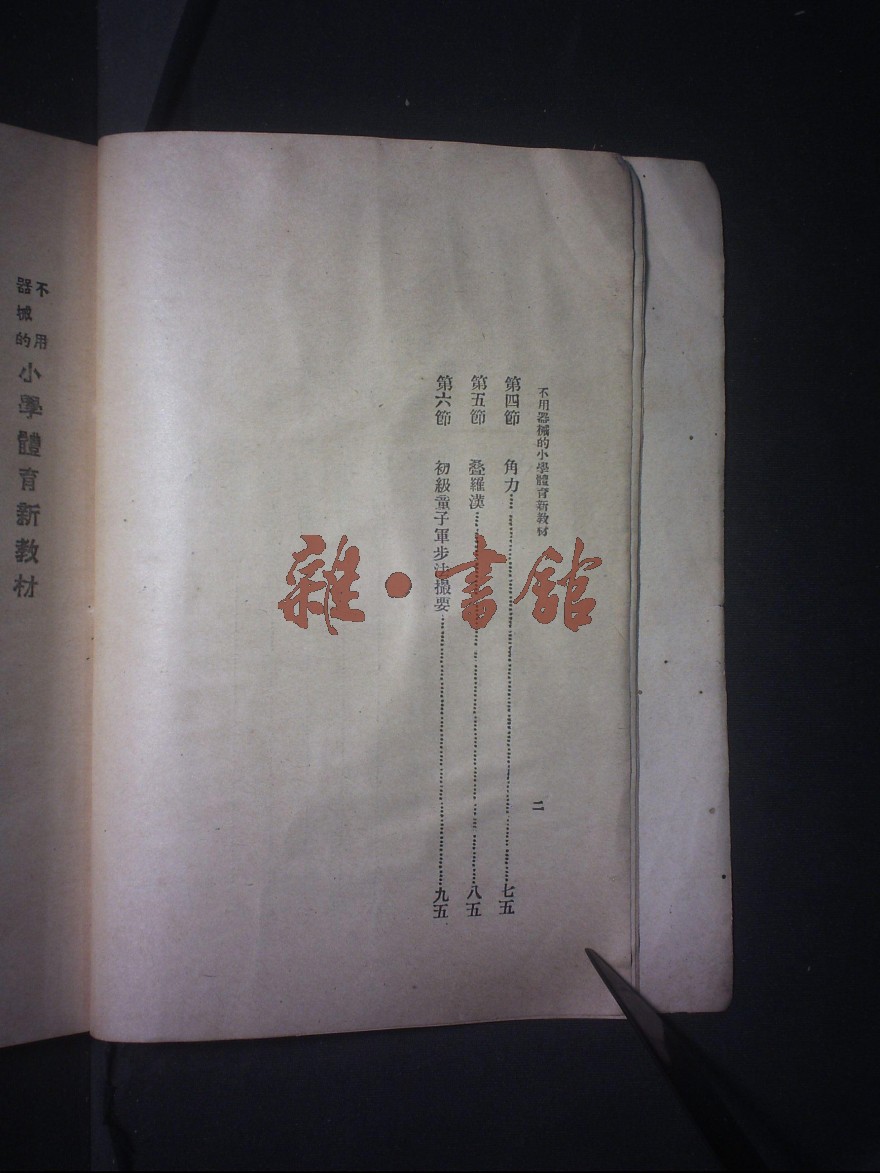 不用器械的小學體育新教材
二
第四節 角力……七五
第五節 疊羅漢……八五
第六節 初級童子軍步法撮要……九五
不用器械的小學體育新教材
雜•書館